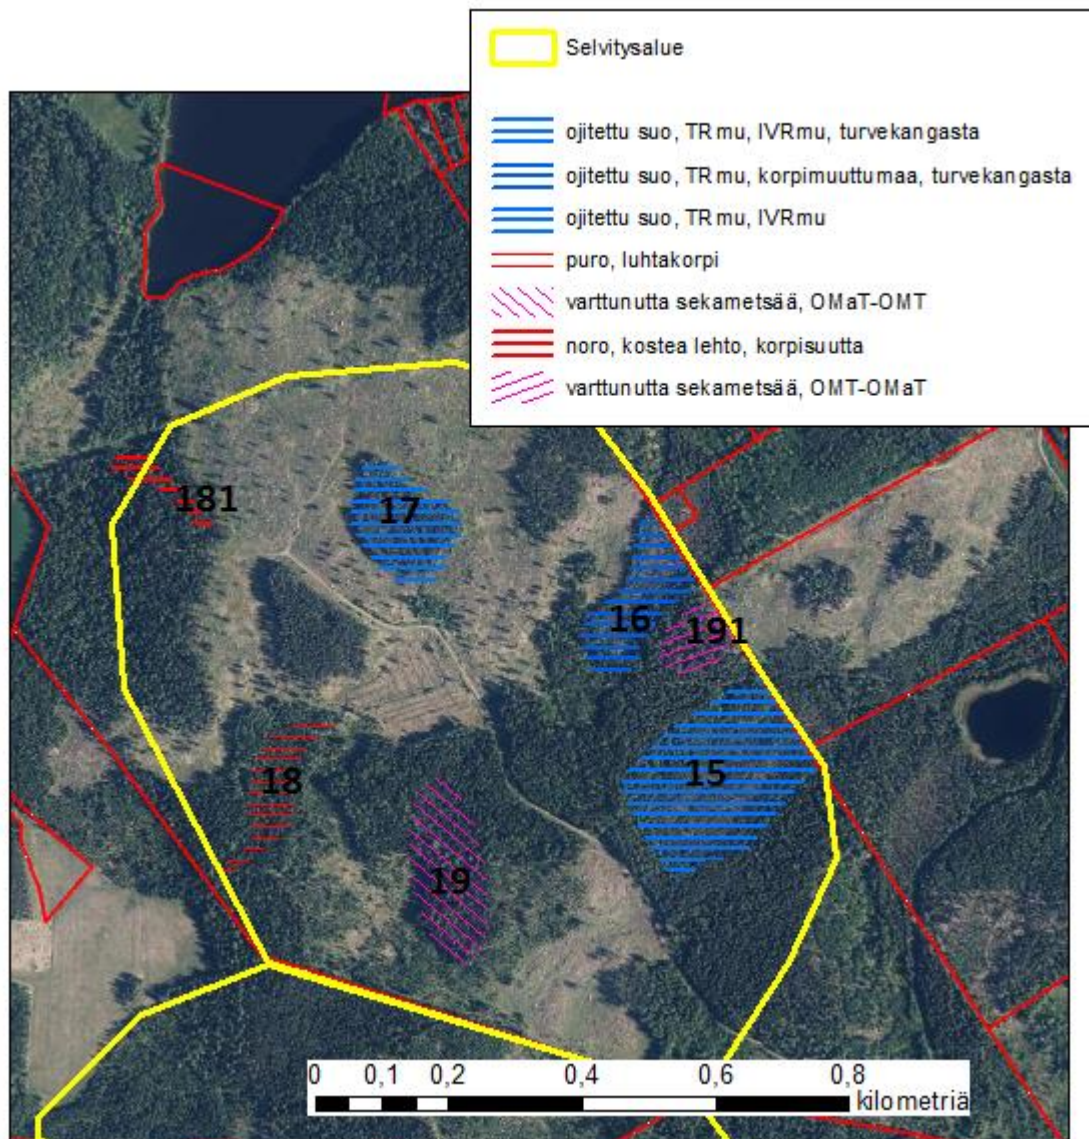 Selvitysalue
ojitettu suo, TRmu, IVRmu, turvekangasta
ojitettu suo, TRmu, korpimuuttumaa, turvekangasta
ojitettu suo, TRmu, IVRmu
puro, luhtakorpi
varttunutta sekametsää, OMaT-OMT
noro, kostea lehto, korpisuutta
varttunutta sekametsää, OMT-OMaT
181
17
16
191
18
15
19
0 0,1 0,2 0,4 0,6 0,8
kilometriä